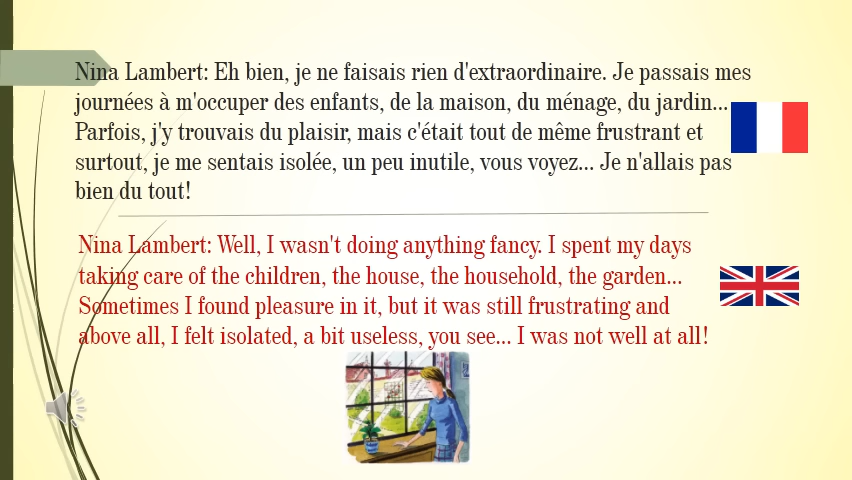 Nina Lambert: Eh bien, je ne faisais rien d'extraordinaire. Je passais mes
journées à m'occuper des enfants, de la maison, du ménage, du jardin...
Parfois, j'y trouvais du plaisir, mais c'était tout de même frustrant et
surtout, je me sentais isolée, un peu inutile, vous voyez... Je n'allais pas
bien du tout!
Nina Lambert: Well, I wasn't doing anything fancy. I spent my days
taking care of the children, the house, the household, the garden...
Sometimes I found pleasure in it, but it was still frustrating and
above all, I felt isolated, a bit useless, you see... I was not well at all!